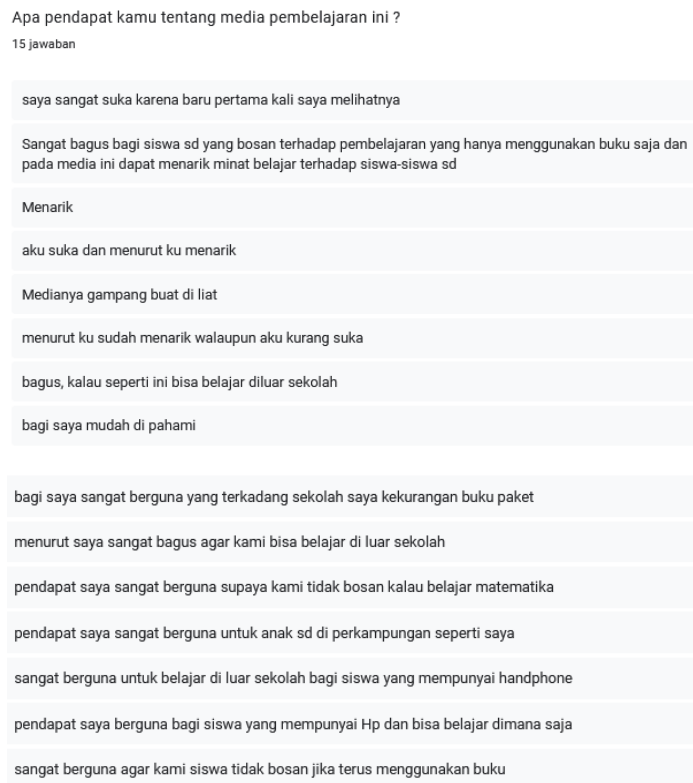 Apa pendapat kamu tentang media pembelajaran ini ?
15 jawaban
saya sangat suka karena baru pertama kali saya melihatnya
Sangat bagus bagi siswa sd yang bosan terhadap pembelajaran yang hanya menggunakan buku saja dan
pada media ini dapat menarik minat belajar terhadap siswa-siswa sd
Menarik
aku suka dan menurut ku menarik
Medianya gampang buat di liat
menurut ku sudah menarik walaupun aku kurang suka
bagus, kalau seperti ini bisa belajar diluar sekolah
bagi saya mudah di pahami
bagi saya sangat berguna yang terkadang sekolah saya kekurangan buku paket
menurut saya sangat bagus agar kami bisa belajar di luar sekolah
pendapat saya sangat berguna supaya kami tidak bosan kalau belajar matematika
pendapat saya sangat berguna untuk anak sd di perkampungan seperti saya
sangat berguna untuk belajar di luar sekolah bagi siswa yang mempunyai handphone
pendapat saya berguna bagi siswa yang mempunyai Hp dan bisa belajar dimana saja
sangat berguna agar kami siswa tidak bosan jika terus menggunakan buku